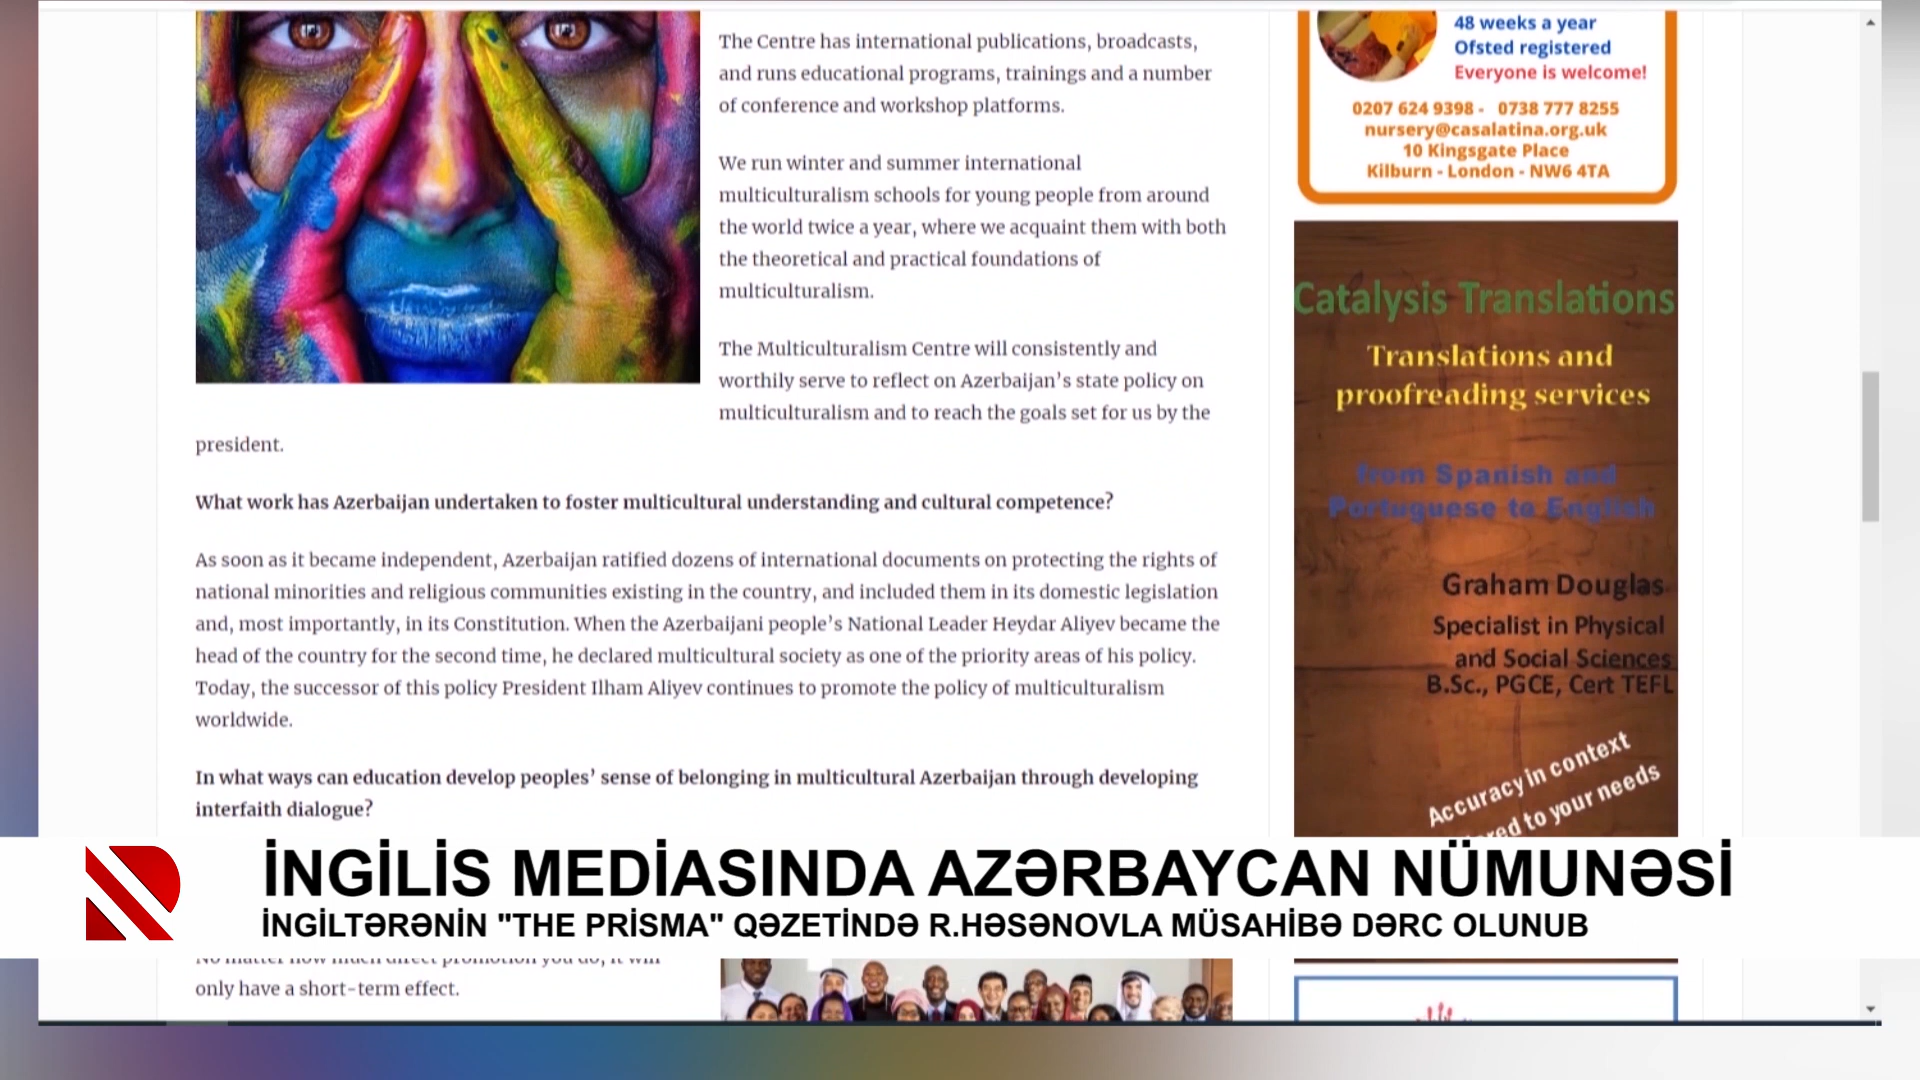 The Centre has international publications, broadcasts,
and runs educational programs, trainings and a number
of conference and workshop platforms.
We run winter and summer international
multiculturalism schools for young people from around
the world twice a year, where we acquaint them with both
the theoretical and practical foundations of
multiculturalism.
The Multiculturalism Centre will consistently and
worthily serve to reflect on Azerbaijan’s state policy on
multiculturalism and to reach the goals set for us by the
president.
What work has Azerbaijan undertaken to foster multicultural understanding and cultural competence?
As soon as it became independent, Azerbaijan ratified dozens of international documents on protecting the rights of
national minorities and religious communities existing in the country, and included them in its domestic legislation
and, most importantly, in its Constitution. When the Azerbaijani people’s National Leader Heydar Aliyev became the
head of the country for the second time, he declared multicultural society as one of the priority areas of his policy.
Today, the successor of this policy President Ilham Aliyev continues to promote the policy of multiculturalism
worldwide.
In what ways can education develop peoples’ sense of belonging in multicultural Azerbaijan through developing
interfaith dialogue?
No matter how much direct promotion you do, it will
only have a short-term effect.
48 weeks a year
Ofsted registered
Everyone is welcome!
0207 624 9398 - 0738 777 8255
nursery@casalatina.org.uk
10 Kingsgate Place
Kilburn - London - NW6 4TA
Catalysis Translations
Translations and
proofreading services
from Spanish and
Portuguese to English
Graham Douglas
Specialist in Physical
and Social Sciences
B.Sc., PGCE, Cert TEFL
Accuracy in context
to your needs
İNGİLİS MEDİASINDA AZƏRBAYCAN NÜMUNƏSİ
İNGİLTƏRƏNİN "THE PRİSMA" QƏZETİNDƏ R.HƏSƏNOVLA MÜSAHİBƏ DƏRC OLUNUB